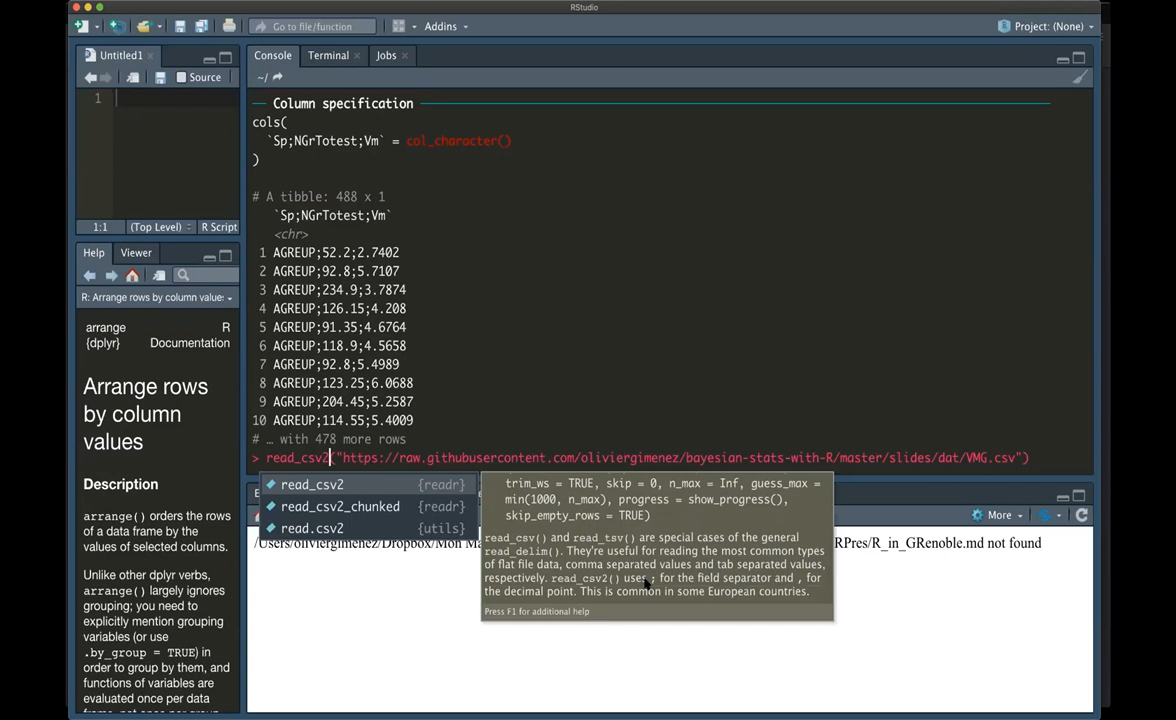 RStudio
Go to file/function
Addins
Project: (None)
Untitled1
Source
1
1:1 (Top Level) R Script
Help Viewer
R: Arrange rows by column value:
arrange R
{dplyr} Documentation
Arrange rows
by column
values
Description
arrange() orders the rows
of a data frame by the
values of selected columns.
Unlike other dplyr verbs,
arrange() largely ignores
grouping; you need to
explicitly mention grouping
variables (or use
.by_group = TRUE) in
order to group by them, and
functions of variables are
evaluated once per data
Console Terminal Jobs
~/
Column specification
cols(
`Sp;NGrTotest;Vm` = col_character()
)
# A tibble: 488 x 1
`Sp;NGrTotest;Vm`
<chr>
1 AGREUP;52.2;2.7402
2 AGREUP;92.8;5.7107
3 AGREUP;234.9;3.7874
4 AGREUP;126.15;4.208
5 AGREUP;91.35;4.6764
6 AGREUP;118.9;4.5658
7 AGREUP;92.8;5.4989
8 AGREUP;123.25;6.0688
9 AGREUP;204.45;5.2587
10 AGREUP;114.55;5.4009
# … with 478 more rows
> read_csv2("https://raw.githubusercontent.com/oliviergimenez/bayesian-stats-with-R/master/slides/dat/VMG.csv")
read_csv2 {readr}
read_csv2_chunked {readr}
read.csv2 {utils}
trim_ws = TRUE, skip = 0, n_max = Inf, guess_max =
min(1000, n_max), progress = show_progress(),
skip_empty_rows = TRUE)
read_csv() and read_tsv() are special cases of the general
read_delim(). They're useful for reading the most common types
of flat file data, comma separated values and tab separated values,
respectively. read_csv2() uses ; for the field separator and , for
the decimal point. This is common in some European countries.
Press F1 for additional help
More
/Users/oliviergimenez/Dropbox/Mon Ma
RPres/R_in_GRenoble.md not found